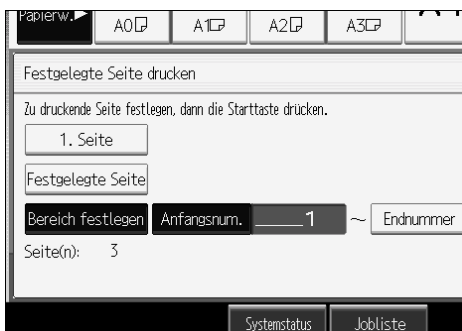 Papierw.►
A0 A1 A2 A3
Festgelegte Seite drucken
Zu druckende Seite festlegen, dann die Starttaste drücken.
1. Seite
Festgelegte Seite
Bereich festlegen Anfangsnum. ____1 ~ Endnummer
Seite(n): 3
Systemstatus Jobliste